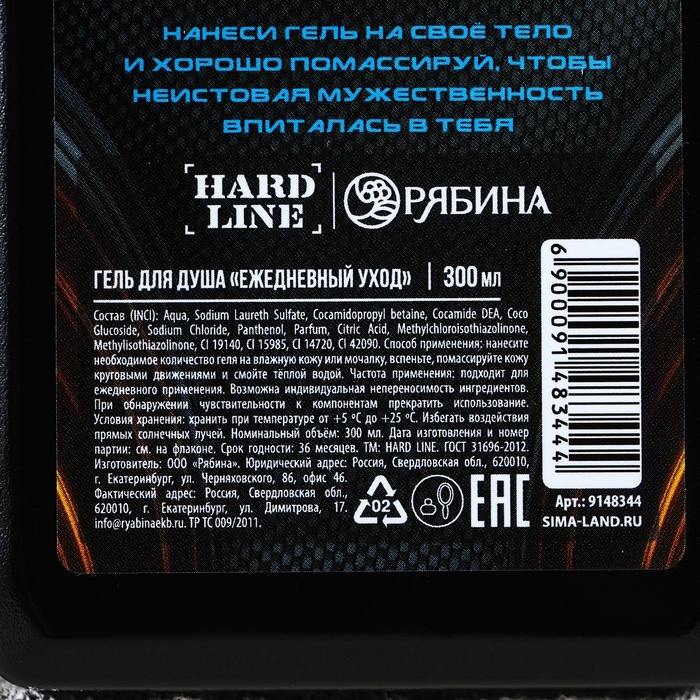 НАНЕСИ ГЕЛЬ НА СВОЁ ТЕЛО
И ХОРОШО ПОМАССИРУЙ, ЧТОБЫ
НЕИСТОВАЯ МУЖЕСТВЕННОСТЬ
ВПИТАЛАСЬ В ТЕБЯ
HARD LINE | РЯБИНА
ГЕЛЬ ДЛЯ ДУША «ЕЖЕДНЕВНЫЙ УХОД» | 300 МЛ
Состав (INCI): Aqua, Sodium Laureth Sulfate, Cocamidopropyl betaine, Cocamide DEA, Coco
Glucoside, Sodium Chloride, Panthenol, Parfum, Citric Acid, Methylchloroisothiazolinone,
Methylisothiazolinone, CI 19140, CI 15985, CI 14720, CI 42090. Способ применения: нанесите
необходимое количество геля на влажную кожу или мочалку, вспеньте, помассируйте кожу
круговыми движениями и смойте тёплой водой. Частота применения: подходит для
ежедневного применения. Возможна индивидуальная непереносимость ингредиентов.
При обнаружении чувствительности к компонентам прекратить использование.
Условия хранения: хранить при температуре от +5 ºС до +25 ºС. Избегать воздействия
прямых солнечных лучей. Номинальный объём: 300 мл. Дата изготовления и номер
партии: см. на флаконе. Срок годности: 36 месяцев. ТМ: HARD LINE. ГОСТ 31696-2012.
Изготовитель: ООО «Рябина». Юридический адрес: Россия, Свердловская обл., 620010,
г. Екатеринбург, ул. Черняховского, 86, офис 46.
Фактический адрес: Россия, Свердловская обл.,
620010, г. Екатеринбург, ул. Димитрова, 17.
info@ryabinaekb.ru. ТР ТС 009/2011.
02
EAC
6 900091 483444
Арт.: 9148344
SIMA-LAND.RU